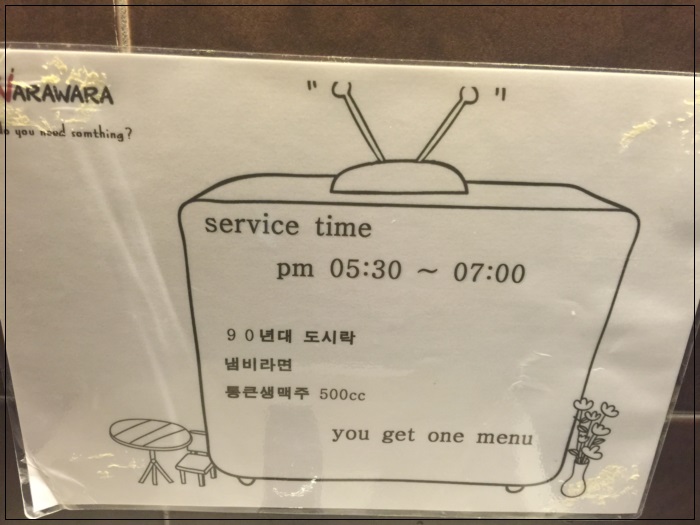 WARAWARA
do you need somthing?
" "
service time
pm 05:30 ~ 07:00
９０년대 도시락
냄비라면
통큰생맥주 500cc
you get one menu